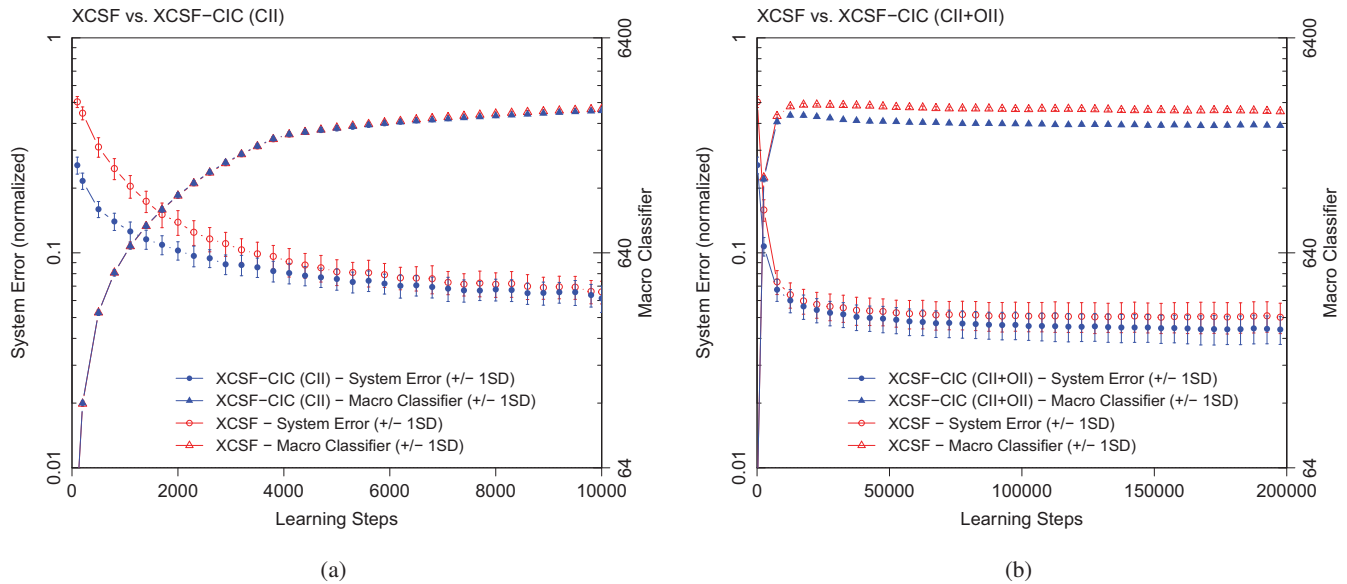 XCSF vs. XCSF−CIC (CII)
1
0.1
0.01
System Error (normalized)
6400
640
64
Macro Classifier
XCSF−CIC (CII) − System Error (+/− 1SD)
XCSF−CIC (CII) − Macro Classifier (+/− 1SD)
XCSF − System Error (+/− 1SD)
XCSF − Macro Classifier (+/− 1SD)
0 2000 4000 6000 8000 10000
Learning Steps
(a)
XCSF vs. XCSF−CIC (CII+OII)
1
0.1
0.01
System Error (normalized)
6400
640
64
Macro Classifier
XCSF−CIC (CII+OII) − System Error (+/− 1SD)
XCSF−CIC (CII+OII) − Macro Classifier (+/− 1SD)
XCSF − System Error (+/− 1SD)
XCSF − Macro Classifier (+/− 1SD)
0 50000 100000 150000 200000
Learning Steps
(b)